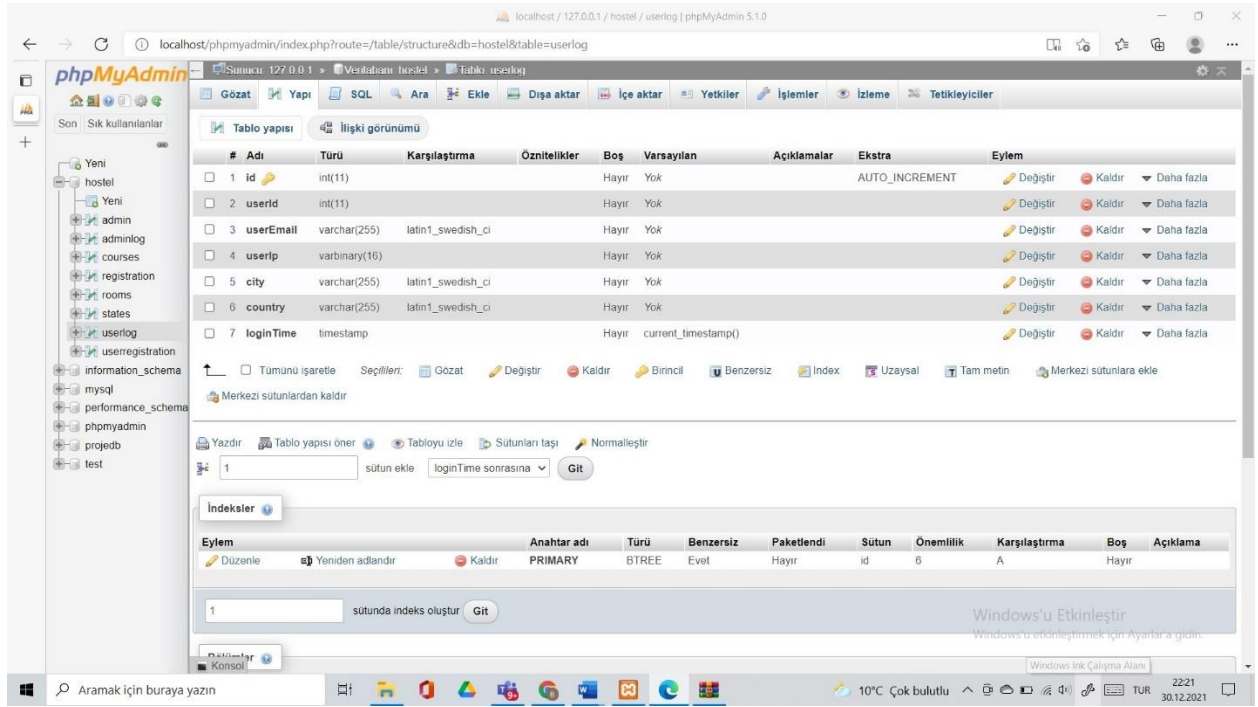 localhost / 127.0.0.1 / hostel / userlog | phpMyAdmin 5.1.0
localhost/phpmyadmin/index.php?route=/table/structure&db=hostel&table=userlog
phpMyAdmin
Son Sık kullanılanlar
Yeni
hostel
Yeni
admin
adminlog
courses
registration
rooms
states
userlog
userregistration
information_schema
mysql
performance_schema
phpmyadmin
projedb
test
Sunucu: 127.0.0.1 » Veritabanı: hostel » Tablo: userlog
Gözat Yapı SQL Ara Ekle Dışa aktar İçe aktar Yetkiler İşlemler İzleme Tetikleyiciler
Tablo yapısı İlişki görünümü
# Adı Türü Karşılaştırma Öznitelikler Boş Varsayılan Açıklamalar Ekstra Eylem
1 id int(11) Hayır Yok AUTO_INCREMENT Değiştir Kaldır Daha fazla
2 userId int(11) Hayır Yok Değiştir Kaldır Daha fazla
3 userEmail varchar(255) latin1_swedish_ci Hayır Yok Değiştir Kaldır Daha fazla
4 userIp varbinary(16) Hayır Yok Değiştir Kaldır Daha fazla
5 city varchar(255) latin1_swedish_ci Hayır Yok Değiştir Kaldır Daha fazla
6 country varchar(255) latin1_swedish_ci Hayır Yok Değiştir Kaldır Daha fazla
7 loginTime timestamp Hayır current_timestamp() Değiştir Kaldır Daha fazla
Tümünü işaretle Seçilileri: Gözat Değiştir Kaldır Birincil Benzersiz Index Uzaysal Tam metin Merkezi sütunlara ekle
Merkezi sütunlardan kaldır
Yazdır Tablo yapısı öner Tabloyu izle Sütunları taşı Normalleştir
1 sütun ekle loginTime sonrasına Git
İndeksler
Eylem Anahtar adı Türü Benzersiz Paketlendi Sütun Önemlilik Karşılaştırma Boş Açıklama
Düzenle Yeniden adlandır Kaldır PRIMARY BTREE Evet Hayır id 6 A Hayır
1 sütunda indeks oluştur Git
Windows'u Etkinleştir
Windows'u etkinleştirmek için Ayarlar'a gidin.
Bölümler
Konsol
Windows Ink Çalışma Alanı
Aramak için buraya yazın
10°C Çok bulutlu
TUR
22:21
30.12.2021